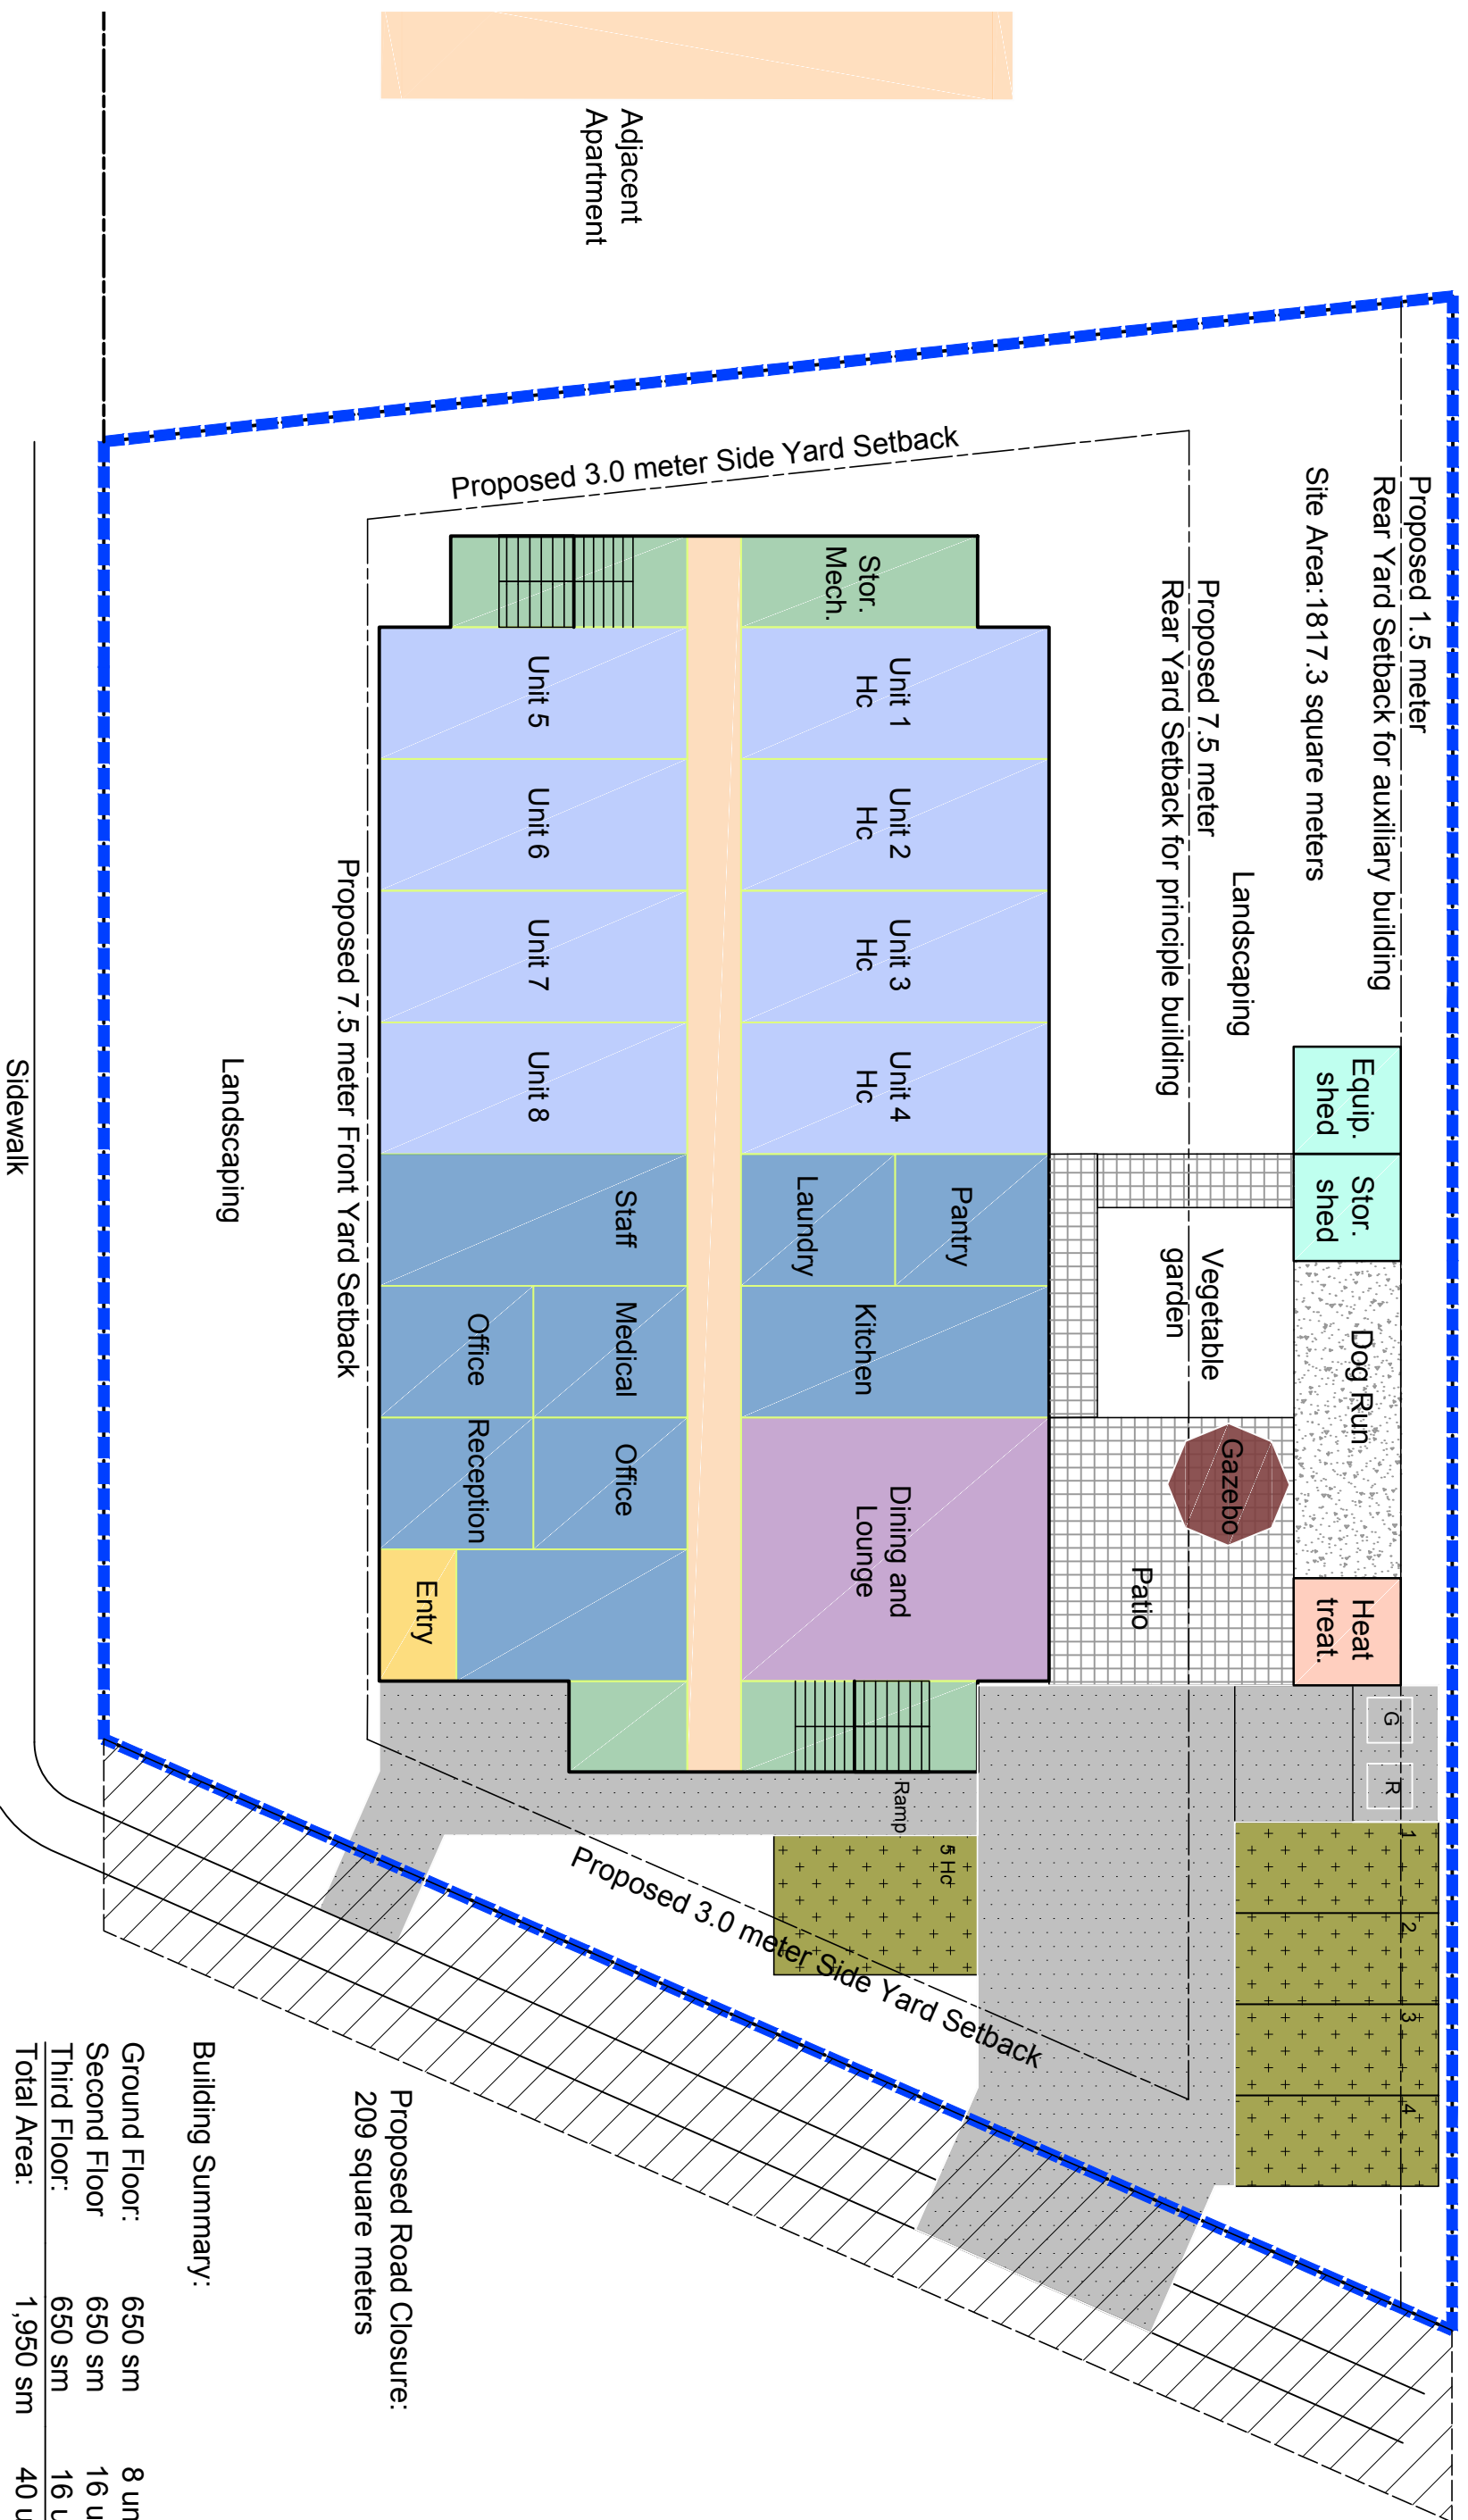 Proposed 1.5 meter
Rear Yard Setback for auxiliary building
Site Area:1817.3 square meters
Proposed 7.5 meter
Rear Yard Setback for principle building
Landscaping
Equip.
shed
Stor.
shed
Dog Run
Heat
treat.
G
R
1
2
3
4
Vegetable
garden
Gazebo
Patio
Adjacent
Apartment
Proposed 3.0 meter Side Yard Setback
Stor.
Mech.
Unit 1
Hc
Unit 2
Hc
Unit 3
Hc
Unit 4
Hc
Pantry
Laundry
Kitchen
Dining and
Lounge
Ramp
5 Hc
Proposed 3.0 meter Side Yard Setback
Unit 5
Unit 6
Unit 7
Unit 8
Staff
Medical
Office
Office
Reception
Entry
Proposed 7.5 meter Front Yard Setback
Landscaping
Sidewalk
Proposed Road Closure:
209 square meters
Building Summary:
Ground Floor: 650 sm 8
Second Floor 650 sm 16
Third Floor: 650 sm 16
Total Area: 1,950 sm 40